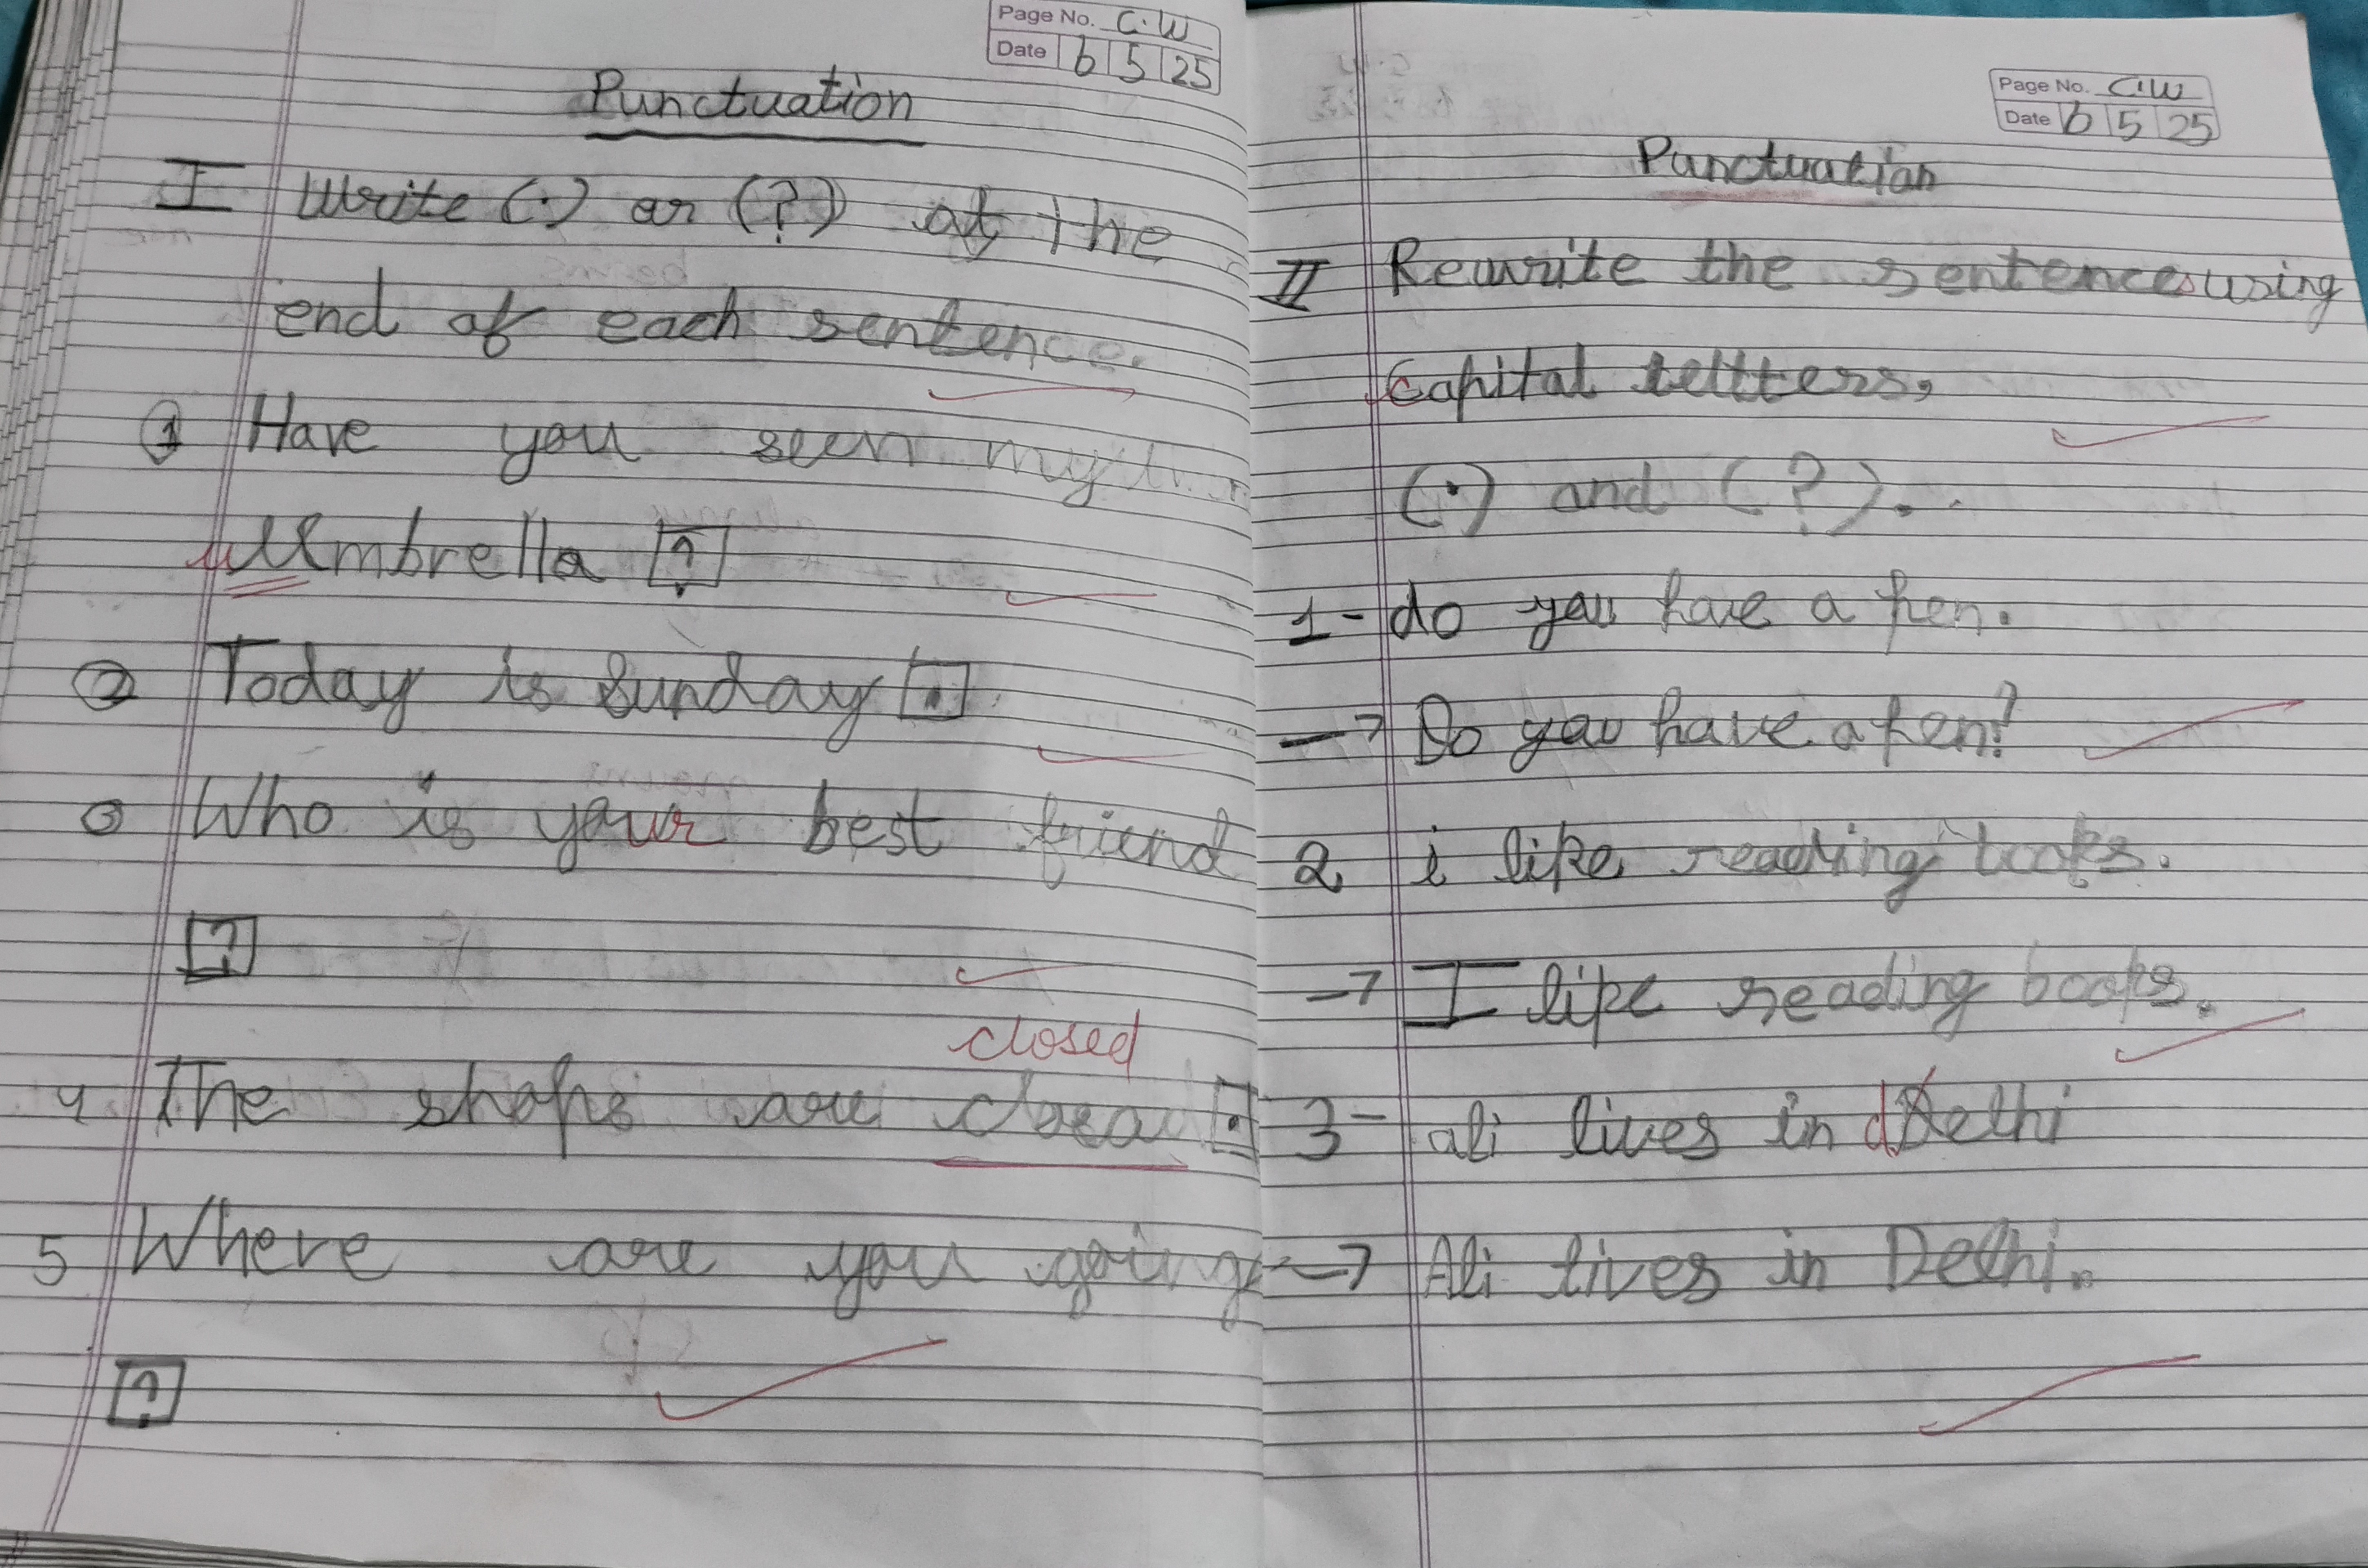 Page No. C.W
Date 6 5 25
Punctuation
I Write (.) or (?) at the
end of each sentence.
1 Have you seen my
Umbrella ?
2 Today is Sunday .
3 Who is your best friend
?
closed
4 The shops are .
5 Where are you going
?
Page No. C.W
Date 6 5 25
Punctuation
II Rewrite the sentences using
Capital lettters,
(.) and (?).
1- do you have a pen.
→ Do you have a pen?
2 i like reading books.
→ I like reading books.
3- ali lives in delhi
→ Ali lives in Delhi.